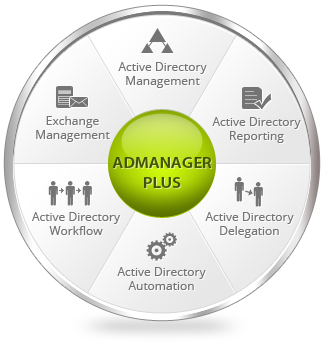 Active Directory
Management
Active Directory
Reporting
Active Directory
Delegation
Active Directory
Automation
Active Directory
Workflow
Exchange
Management
ADMANAGER
PLUS